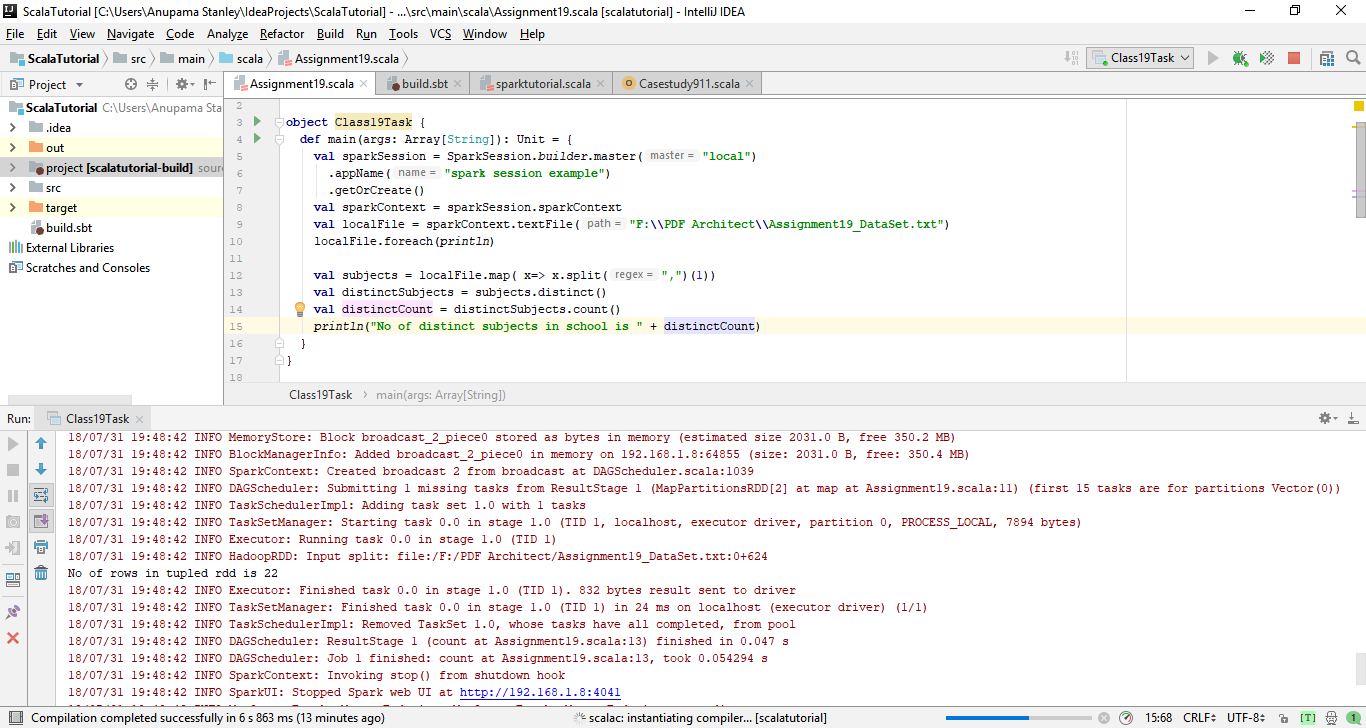 ScalaTutorial [C:\Users\Anupama Stanley\IdeaProjects\ScalaTutorial] - ...\src\main\scala\Assignment19.scala [scalatutorial] - IntelliJ IDEA
File Edit View Navigate Code Analyze Refactor Build Run Tools VCS Window Help
ScalaTutorial src main scala Assignment19.scala Class19Task
Project Assignment19.scala build.sbt sparktutorial.scala Casestudy911.scala
ScalaTutorial C:\Users\Anupama Sta
.idea
out
project [scalatutorial-build] sourc
src
target
build.sbt
External Libraries
Scratches and Consoles
2
3 object Class19Task {
4 def main(args: Array[String]): Unit = {
5 val sparkSession = SparkSession.builder.master( master = "local")
6 .appName( name = "spark session example")
7 .getOrCreate()
8 val sparkContext = sparkSession.sparkContext
9 val localFile = sparkContext.textFile( path = "F:\\PDF Architect\\Assignment19_DataSet.txt")
10 localFile.foreach(println)
11
12 val subjects = localFile.map( x=> x.split( regex = ",")(1))
13 val distinctSubjects = subjects.distinct()
14 val distinctCount = distinctSubjects.count()
15 println("No of distinct subjects in school is " + distinctCount)
16 }
17 }
18
Class19Task main(args: Array[String])
Run: Class19Task
18/07/31 19:48:42 INFO MemoryStore: Block broadcast_2_piece0 stored as bytes in memory (estimated size 2031.0 B, free 350.2 MB)
18/07/31 19:48:42 INFO BlockManagerInfo: Added broadcast_2_piece0 in memory on 192.168.1.8:64855 (size: 2031.0 B, free: 350.4 MB)
18/07/31 19:48:42 INFO SparkContext: Created broadcast 2 from broadcast at DAGScheduler.scala:1039
18/07/31 19:48:42 INFO DAGScheduler: Submitting 1 missing tasks from ResultStage 1 (MapPartitionsRDD[2] at map at Assignment19.scala:11) (first 15 tasks are for partitions Vector(0))
18/07/31 19:48:42 INFO TaskSchedulerImpl: Adding task set 1.0 with 1 tasks
18/07/31 19:48:42 INFO TaskSetManager: Starting task 0.0 in stage 1.0 (TID 1, localhost, executor driver, partition 0, PROCESS_LOCAL, 7894 bytes)
18/07/31 19:48:42 INFO Executor: Running task 0.0 in stage 1.0 (TID 1)
18/07/31 19:48:42 INFO HadoopRDD: Input split: file:/F:/PDF Architect/Assignment19_DataSet.txt:0+624
No of rows in tupled rdd is 22
18/07/31 19:48:42 INFO Executor: Finished task 0.0 in stage 1.0 (TID 1). 832 bytes result sent to driver
18/07/31 19:48:42 INFO TaskSetManager: Finished task 0.0 in stage 1.0 (TID 1) in 24 ms on localhost (executor driver) (1/1)
18/07/31 19:48:42 INFO TaskSchedulerImpl: Removed TaskSet 1.0, whose tasks have all completed, from pool
18/07/31 19:48:42 INFO DAGScheduler: ResultStage 1 (count at Assignment19.scala:13) finished in 0.047 s
18/07/31 19:48:42 INFO DAGScheduler: Job 1 finished: count at Assignment19.scala:13, took 0.054294 s
18/07/31 19:48:42 INFO SparkContext: Invoking stop() from shutdown hook
18/07/31 19:48:42 INFO SparkUI: Stopped Spark web UI at http://192.168.1.8:4041
Compilation completed successfully in 6 s 863 ms (13 minutes ago) scalac: instantiating compiler... [scalatutorial] 15:68 CRLF UTF-8 [T] 1